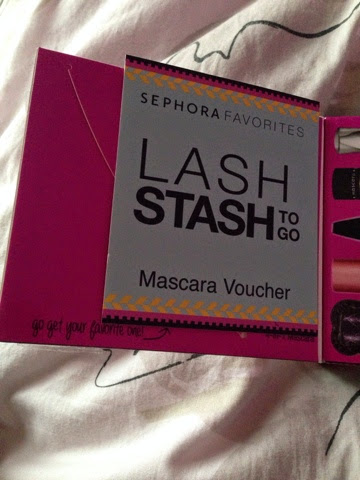 SEPHORA FAVORITES
LASH
STASH TO GO
Mascara Voucher
go get your favorite one!